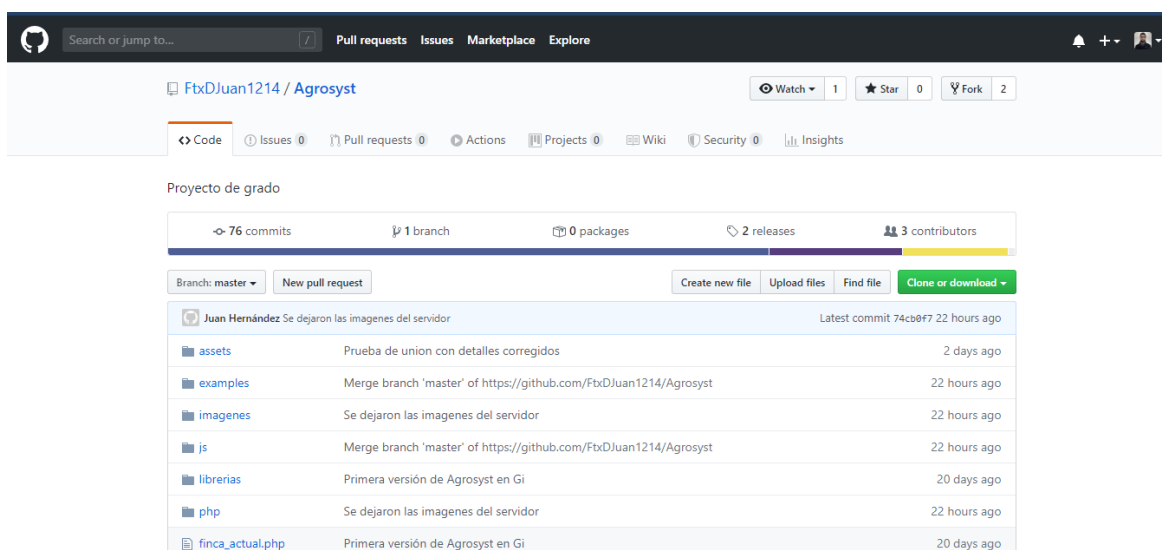 Search or jump to... / Pull requests Issues Marketplace Explore
FtxDJuan1214 / Agrosyst Watch 1 Star 0 Fork 2
Code Issues 0 Pull requests 0 Actions Projects 0 Wiki Security 0 Insights
Proyecto de grado
76 commits 1 branch 0 packages 2 releases 3 contributors
Branch: master New pull request Create new file Upload files Find file Clone or download
Juan Hernández Se dejaron las imagenes del servidor Latest commit 74cb0f7 22 hours ago
assets Prueba de union con detalles corregidos 2 days ago
examples Merge branch 'master' of https://github.com/FtxDJuan1214/Agrosyst 22 hours ago
imagenes Se dejaron las imagenes del servidor 22 hours ago
js Merge branch 'master' of https://github.com/FtxDJuan1214/Agrosyst 22 hours ago
librerias Primera versión de Agrosyst en Gi 20 days ago
php Se dejaron las imagenes del servidor 22 hours ago
finca_actual.php Primera versión de Agrosyst en Gi 20 days ago